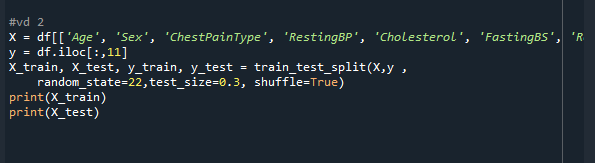 #vd 2
X = df[['Age', 'Sex', 'ChestPainType', 'RestingBP', 'Cholesterol', 'FastingBS',
y = df.iloc[:,11]
X_train, X_test, y_train, y_test = train_test_split(X,y ,
random_state=22,test_size=0.3, shuffle=True)
print(X_train)
print(X_test)